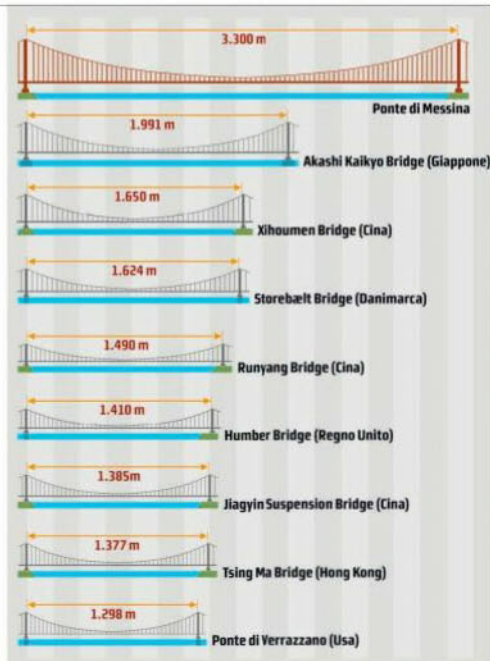 3.300 m
Ponte di Messina
1.991 m
Akashi Kaikyo Bridge (Giappone)
1.650 m
Xihoumen Bridge (Cina)
1.624 m
Storebælt Bridge (Danimarca)
1.490 m
Runyang Bridge (Cina)
1.410 m
Humber Bridge (Regno Unito)
1.385m
Jiagyin Suspension Bridge (Cina)
1.377 m
Tsing Ma Bridge (Hong Kong)
1.298 m
Ponte di Verrazzano (Usa)